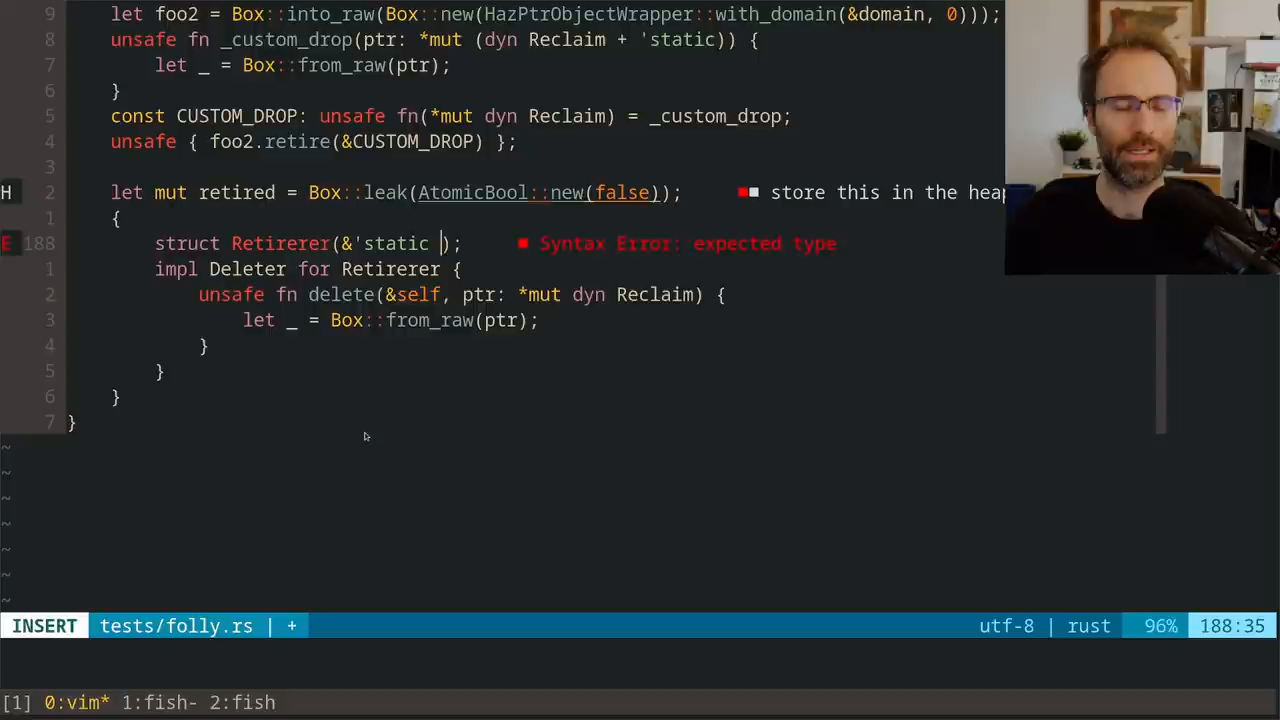 9 let foo2 = Box::into_raw(Box::new(HazPtrObjectWrapper::with_domain(&domain, 0)));
8 unsafe fn _custom_drop(ptr: *mut (dyn Reclaim + 'static)) {
7 let _ = Box::from_raw(ptr);
6 }
5 const CUSTOM_DROP: unsafe fn(*mut dyn Reclaim) = _custom_drop;
4 unsafe { foo2.retire(&CUSTOM_DROP) };
3
H 2 let mut retired = Box::leak(AtomicBool::new(false)); ■■ store this in the heap
1 {
E 188 struct Retirerer(&'static ); ■ Syntax Error: expected type
1 impl Deleter for Retirerer {
2 unsafe fn delete(&self, ptr: *mut dyn Reclaim) {
3 let _ = Box::from_raw(ptr);
4 }
5 }
6 }
7 }
~
~
~
~
~
~
~
INSERT tests/folly.rs | + utf-8 | rust 96% 188:35
[1] 0:vim* 1:fish- 2:fish